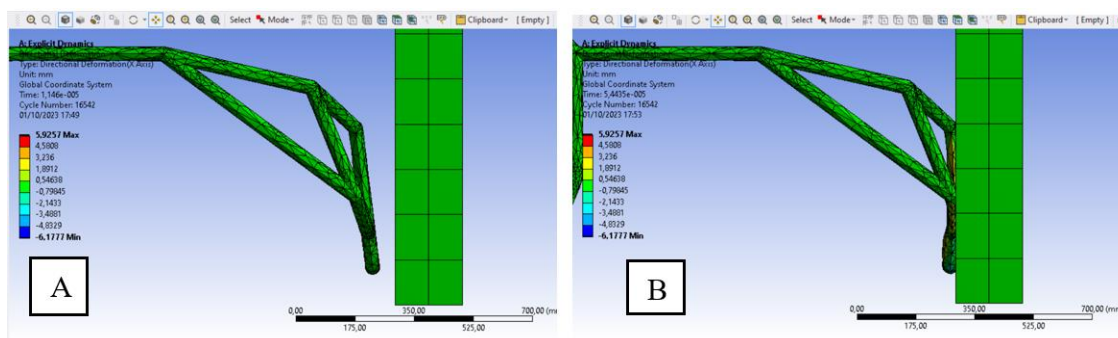 Select Mode Clipboard [ Empty ]
A: Explicit Dynamics
Type: Directional Deformation(X Axis)
Unit: mm
Global Coordinate System
Time: 1,146e-005
Cycle Number: 16542
01/10/2023 17:49
5,9257 Max
4,5808
3,236
1,8912
0,54638
-0,79845
-2,1433
-3,4881
-4,8329
-6,1777 Min
A
0,00 350,00 700,00 (mm
175,00 525,00
Select Mode Clipboard [ Empty ]
A: Explicit Dynamics
Type: Directional Deformation(X Axis)
Unit: mm
Global Coordinate System
Time: 5,4435e-005
Cycle Number: 16542
01/10/2023 17:53
5,9257 Max
4,5808
3,236
1,8912
0,54638
-0,79845
-2,1433
-3,4881
-4,8329
-6,1777 Min
B
0,00 350,00 700,00 (mm
175,00 525,00